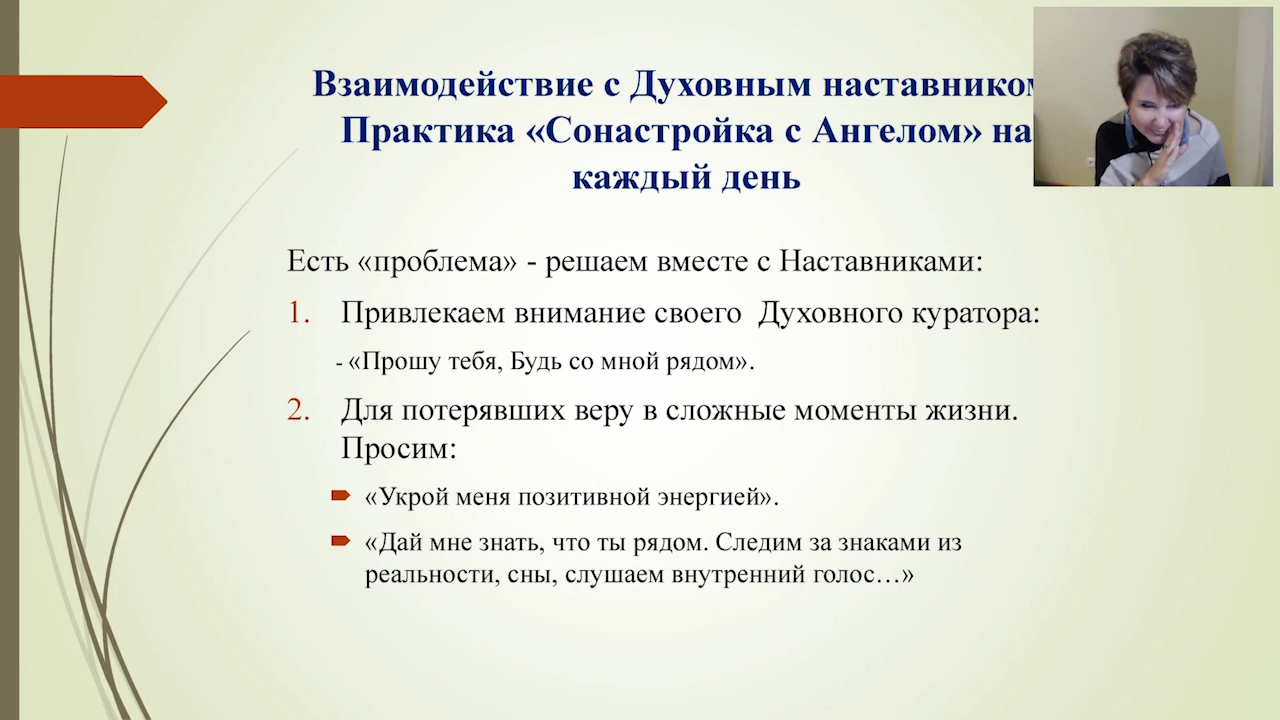 Взаимодействие с Духовным наставником
Практика «Сонастройка с Ангелом» на
каждый день
Есть «проблема» - решаем вместе с Наставниками:
1. Привлекаем внимание своего Духовного куратора:
- «Прошу тебя, Будь со мной рядом».
2. Для потерявших веру в сложные моменты жизни.
Просим:
«Укрой меня позитивной энергией».
«Дай мне знать, что ты рядом. Следим за знаками из
реальности, сны, слушаем внутренний голос…»